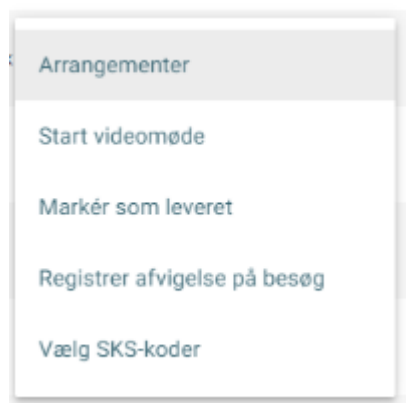 Arrangementer
Start videomøde
Markér som leveret
Registrer afvigelse på besøg
Vælg SKS-koder